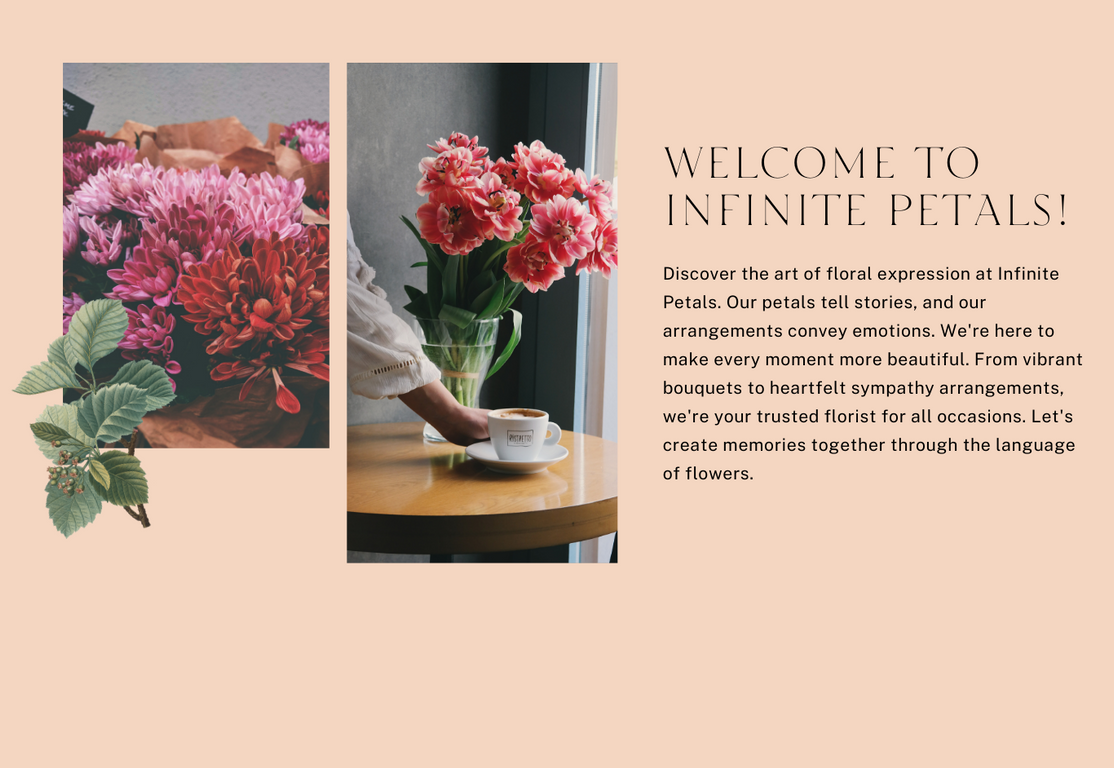 WELCOME TO
INFINITE PETALS!
Discover the art of floral expression at Infinite
Petals. Our petals tell stories, and our
arrangements convey emotions. We're here to
make every moment more beautiful. From vibrant
bouquets to heartfelt sympathy arrangements,
we're your trusted florist for all occasions. Let's
create memories together through the language
of flowers.